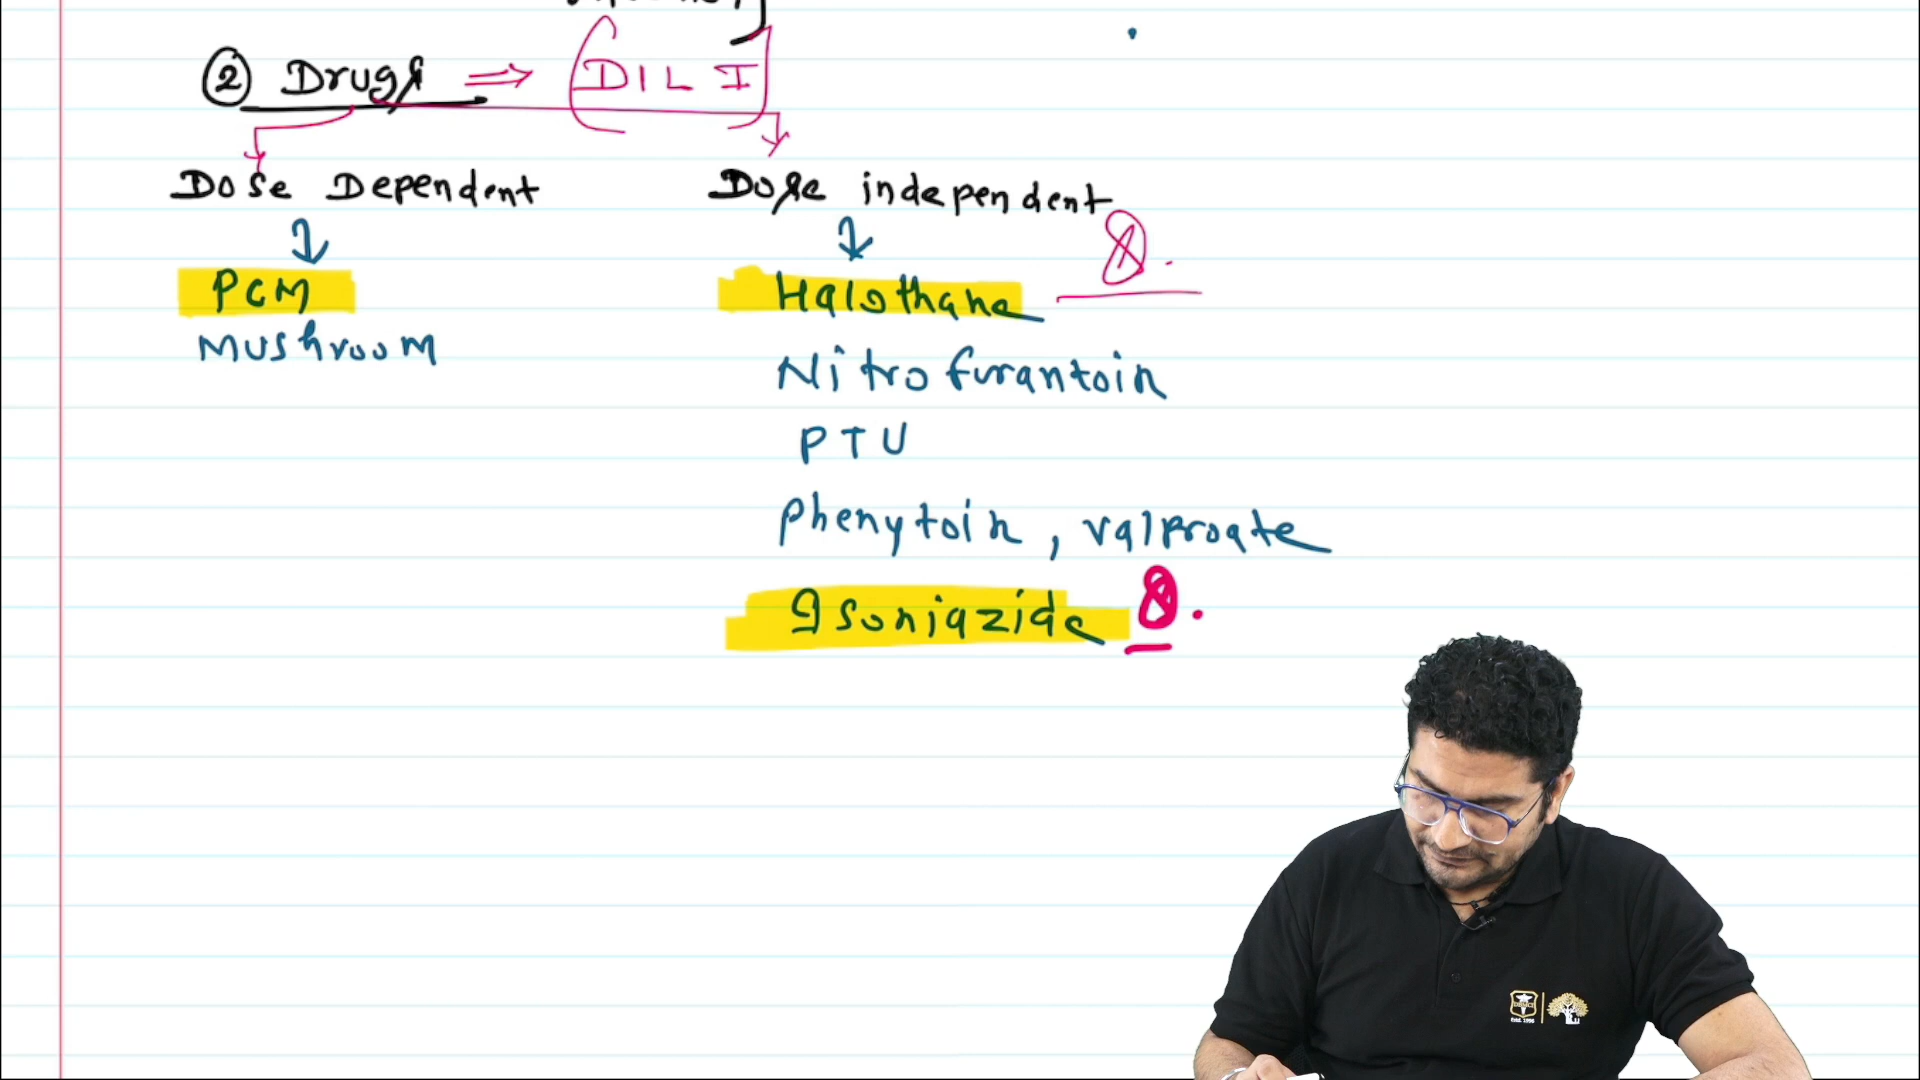 ② Drugs ⇒ [DILI]
Dose Dependent
PCM
Mushroom
Dose independent
Halothane
Nitrofurantoin
PTU
Phenytoin, valproate
Isoniazide